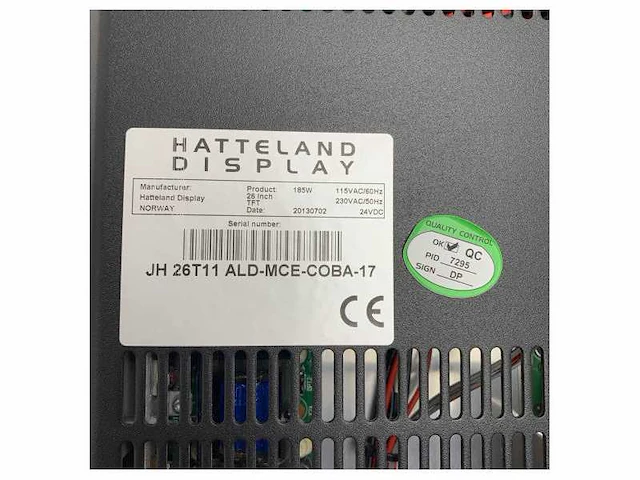 HATTELAND
DISPLAY
Manufacturer: Product: 185W 115VAC/60Hz
Hatteland Display 26 Inch 230VAC/50Hz
TFT
NORWAY Date: 20130702 24VDC
Serial number:
JH 26T11 ALD-MCE-COBA-17
CE
QUALITY CONTROL
OK QC
PID 7295
SIGN DP